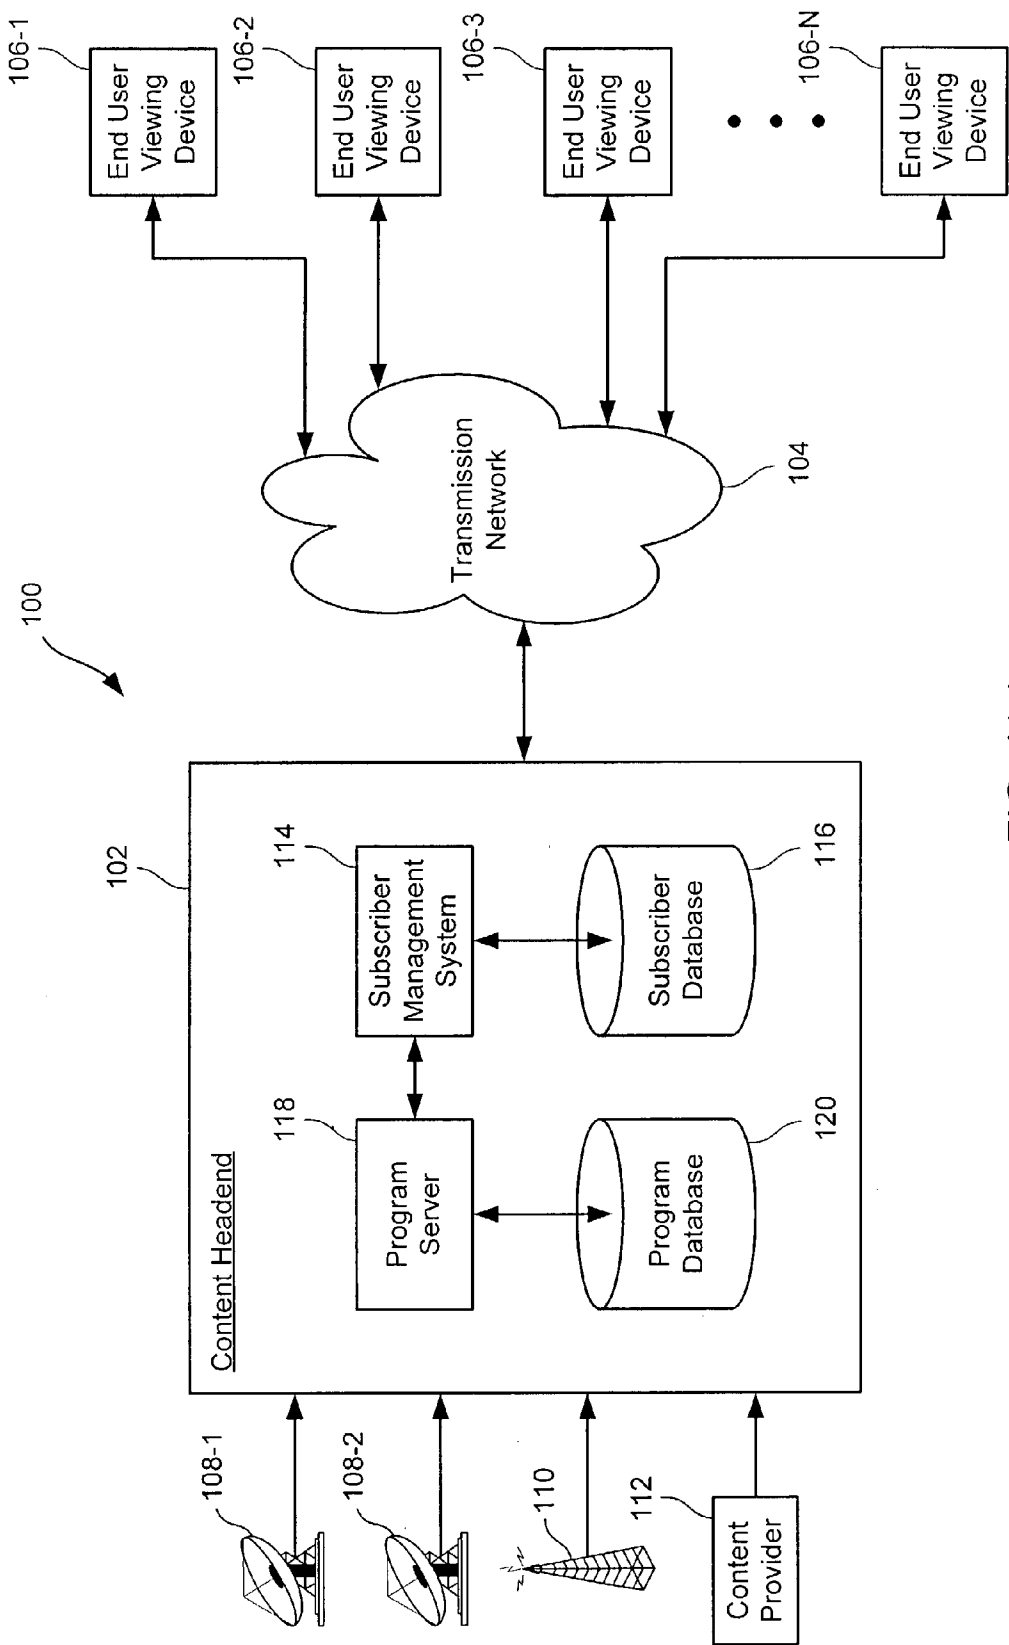 100
102
Content Headend
108-1
108-2
110
112
Content
Provider
118
Program
Server
114
Subscriber
Management
System
120
Program
Database
116
Subscriber
Database
Transmission
Network
104
106-1
End User
Viewing
Device
106-2
End User
Viewing
Device
106-3
End User
Viewing
Device
106-N
End User
Viewing
Device